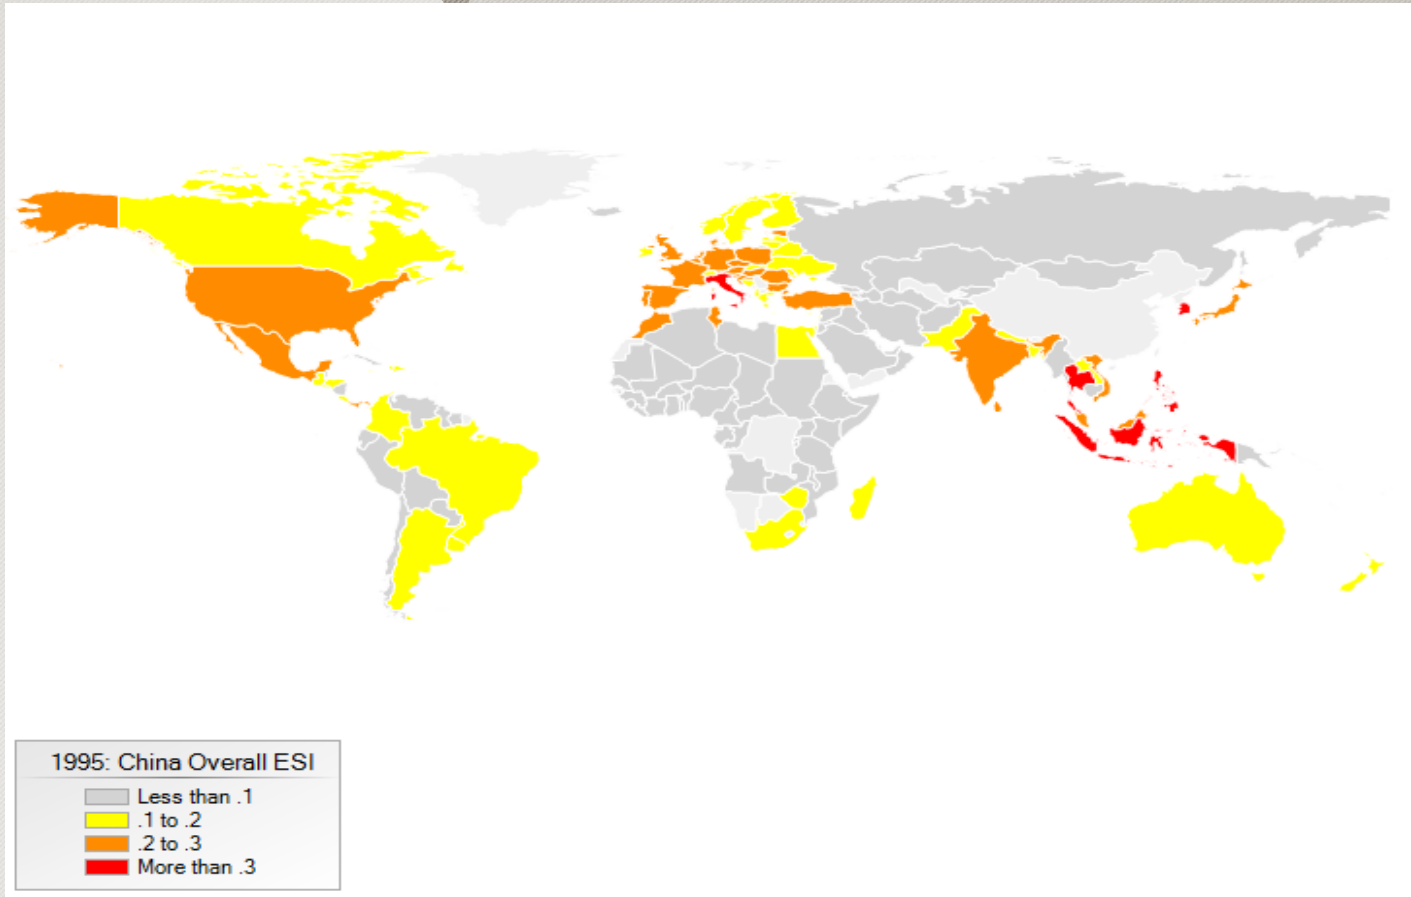 1995: China Overall ESI
Less than .1
.1 to .2
.2 to .3
More than .3